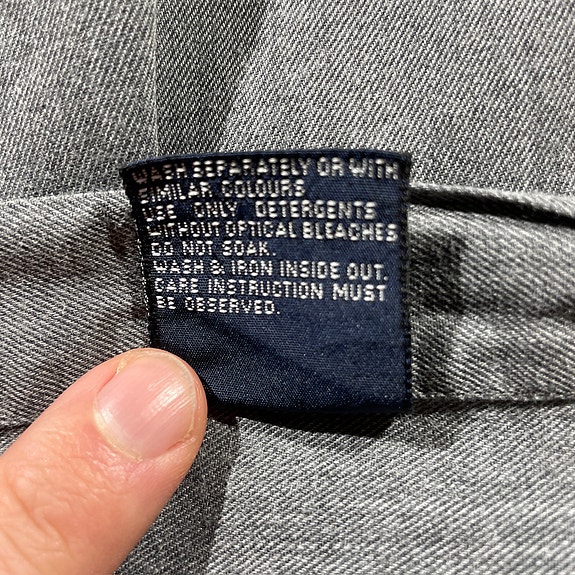 WASH SEPARATELY OR WITH
SIMILAR COLOURS
USE ONLY DETERGENTS
WITHOUT OPTICAL BLEACHES
DO NOT SOAK.
WASH & IRON INSIDE OUT.
CARE INSTRUCTION MUST
BE OBSERVED.